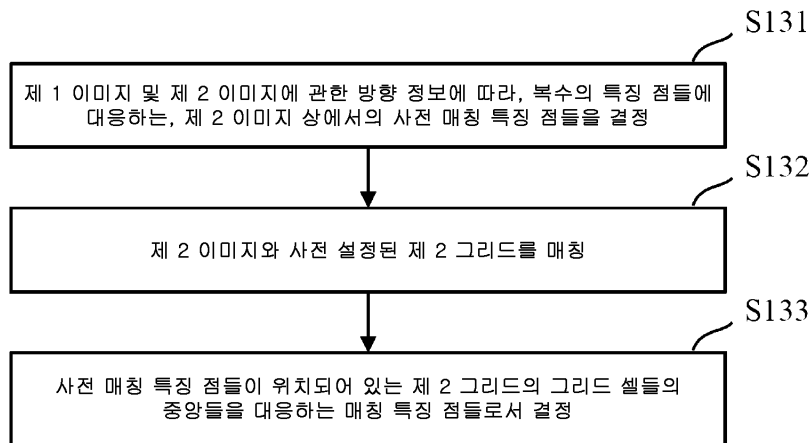 S131
제 1 이미지 및 제 2 이미지에 관한 방향 정보에 따라, 복수의 특징 점들에
대응하는, 제 2 이미지 상에서의 사전 매칭 특징 점들을 결정
S132
제 2 이미지와 사전 설정된 제 2 그리드를 매칭
S133
사전 매칭 특징 점들이 위치되어 있는 제 2 그리드의 그리드 셀들의
중앙들을 대응하는 매칭 특징 점들로서 결정